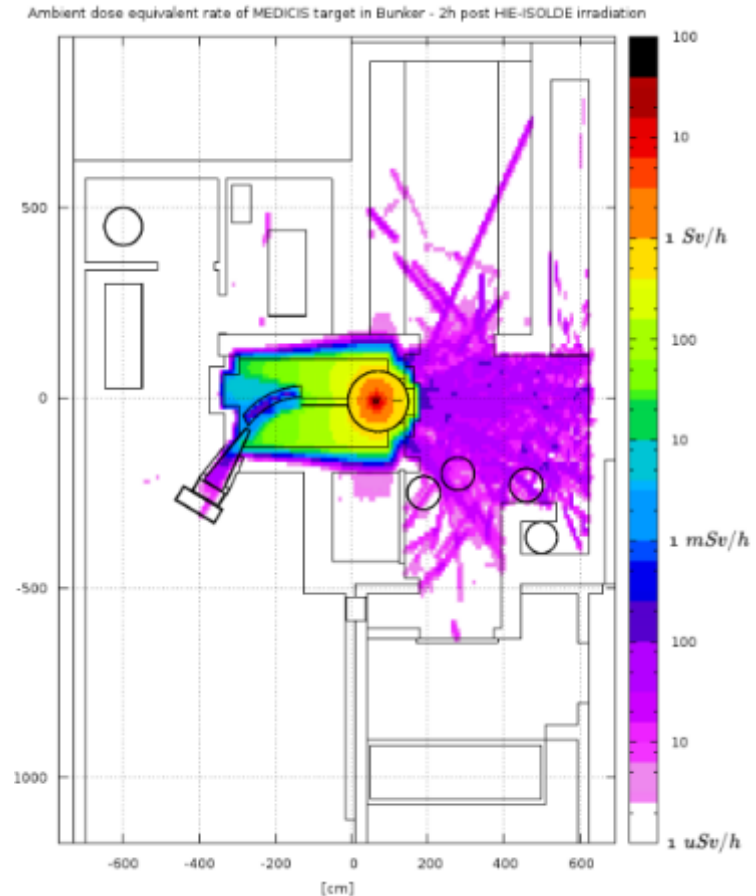 Ambient dose equivalent rate of MEDICIS target in Bunker - 2h post HIE-ISOLDE irradiation
100
10
500
1 Sv/h
100
0
10
1 mSv/h
-500
100
10
1000
1 uSv/h
-600 -400 -200 0 200 400 600
[cm]